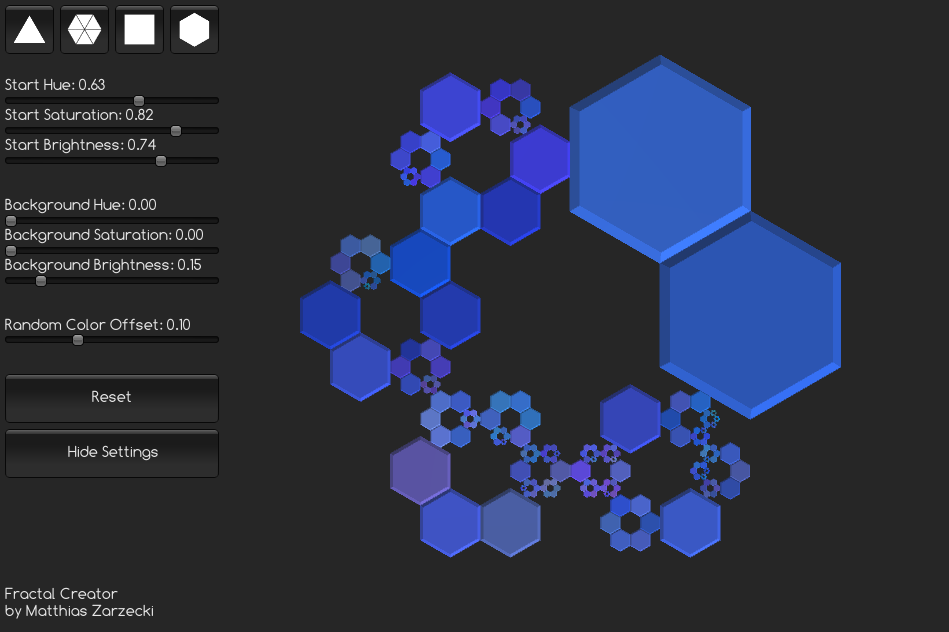 Start Hue: 0.63
Start Saturation: 0.82
Start Brightness: 0.74
Background Hue: 0.00
Background Saturation: 0.00
Background Brightness: 0.15
Random Color Offset: 0.10
Reset
Hide Settings
Fractal Creator
by Matthias Zarzecki